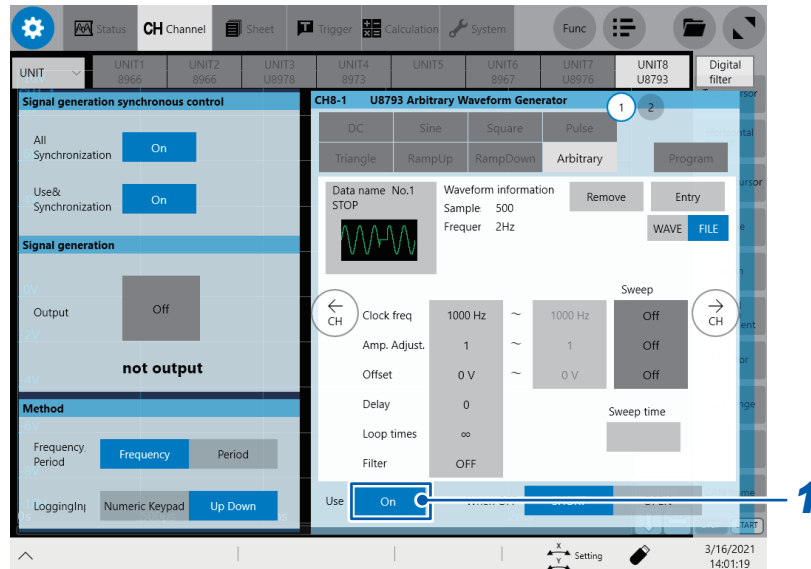 Status CH Channel Sheet Trigger Calculation System Func
UNIT UNIT1 UNIT2 UNIT3 UNIT4 UNIT5 UNIT6 UNIT7 UNIT8 Digital
8966 8966 U8978 8973 8967 U8976 U8793 filter
Signal generation synchronous control
All
Synchronization On
Use&
Synchronization On
Signal generation
Output Off
not output
Method
Frequency.
Period Frequency Period
LoggingIn Numeric Keypad Up Down
CH8-1 U8793 Arbitrary Waveform Generator 1 2
DC Sine Square Pulse
Triangle RampUp RampDown Arbitrary Program
Data name No.1 Waveform information Remove Entry
STOP Sample 500
Frequer 2Hz WAVE FILE
Sweep
← CH → CH
Clock freq 1000 Hz ~ 1000 Hz Off
Amp. Adjust. 1 ~ 1 Off
Offset 0 V ~ 0 V Off
Delay 0 Sweep time
Loop times ∞
Filter OFF
Use On
1
START
X Y Setting 3/16/2021
14:01:19